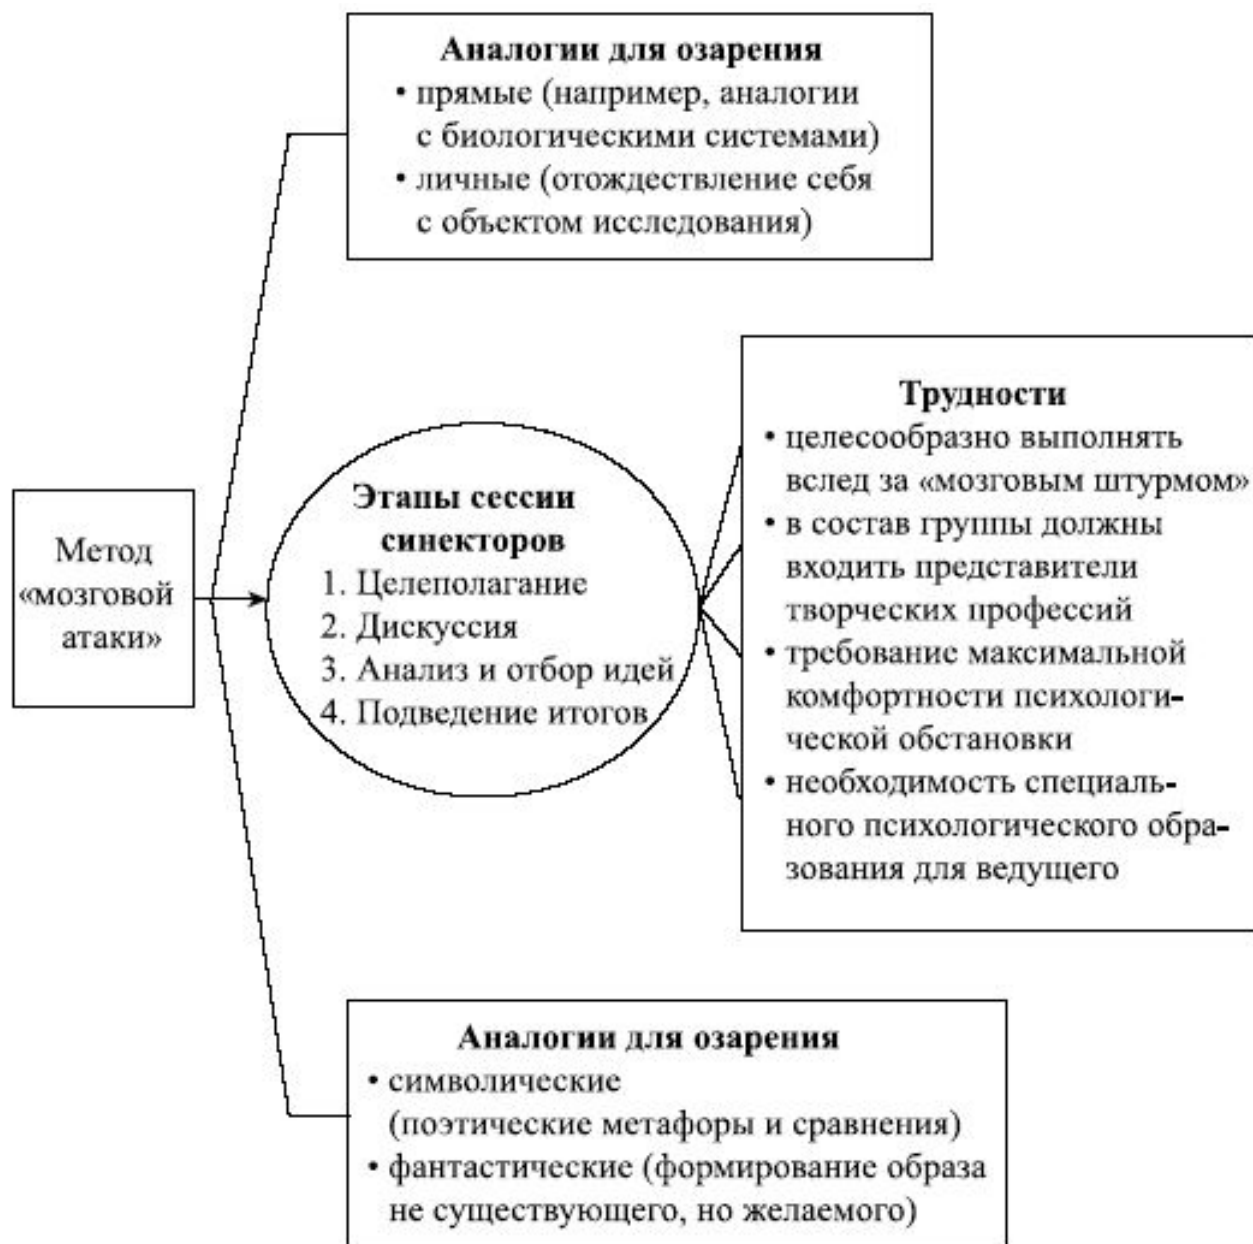 Аналогии для озарения
• прямые (например, аналогии
с биологическими системами)
• личные (отождествление себя
с объектом исследования)
Метод
«мозговой
атаки»
Этапы сессии
синекторов
1. Целеполагание
2. Дискуссия
3. Анализ и отбор идей
4. Подведение итогов
Трудности
• целесообразно выполнять
вслед за «мозговым штурмом»
• в состав группы должны
входить представители
творческих профессий
• требование максимальной
комфортности психологи-
ческой обстановки
• необходимость специаль-
ного психологического обра-
зования для ведущего
Аналогии для озарения
• символические
(поэтические метафоры и сравнения)
• фантастические (формирование образа
не существующего, но желаемого)